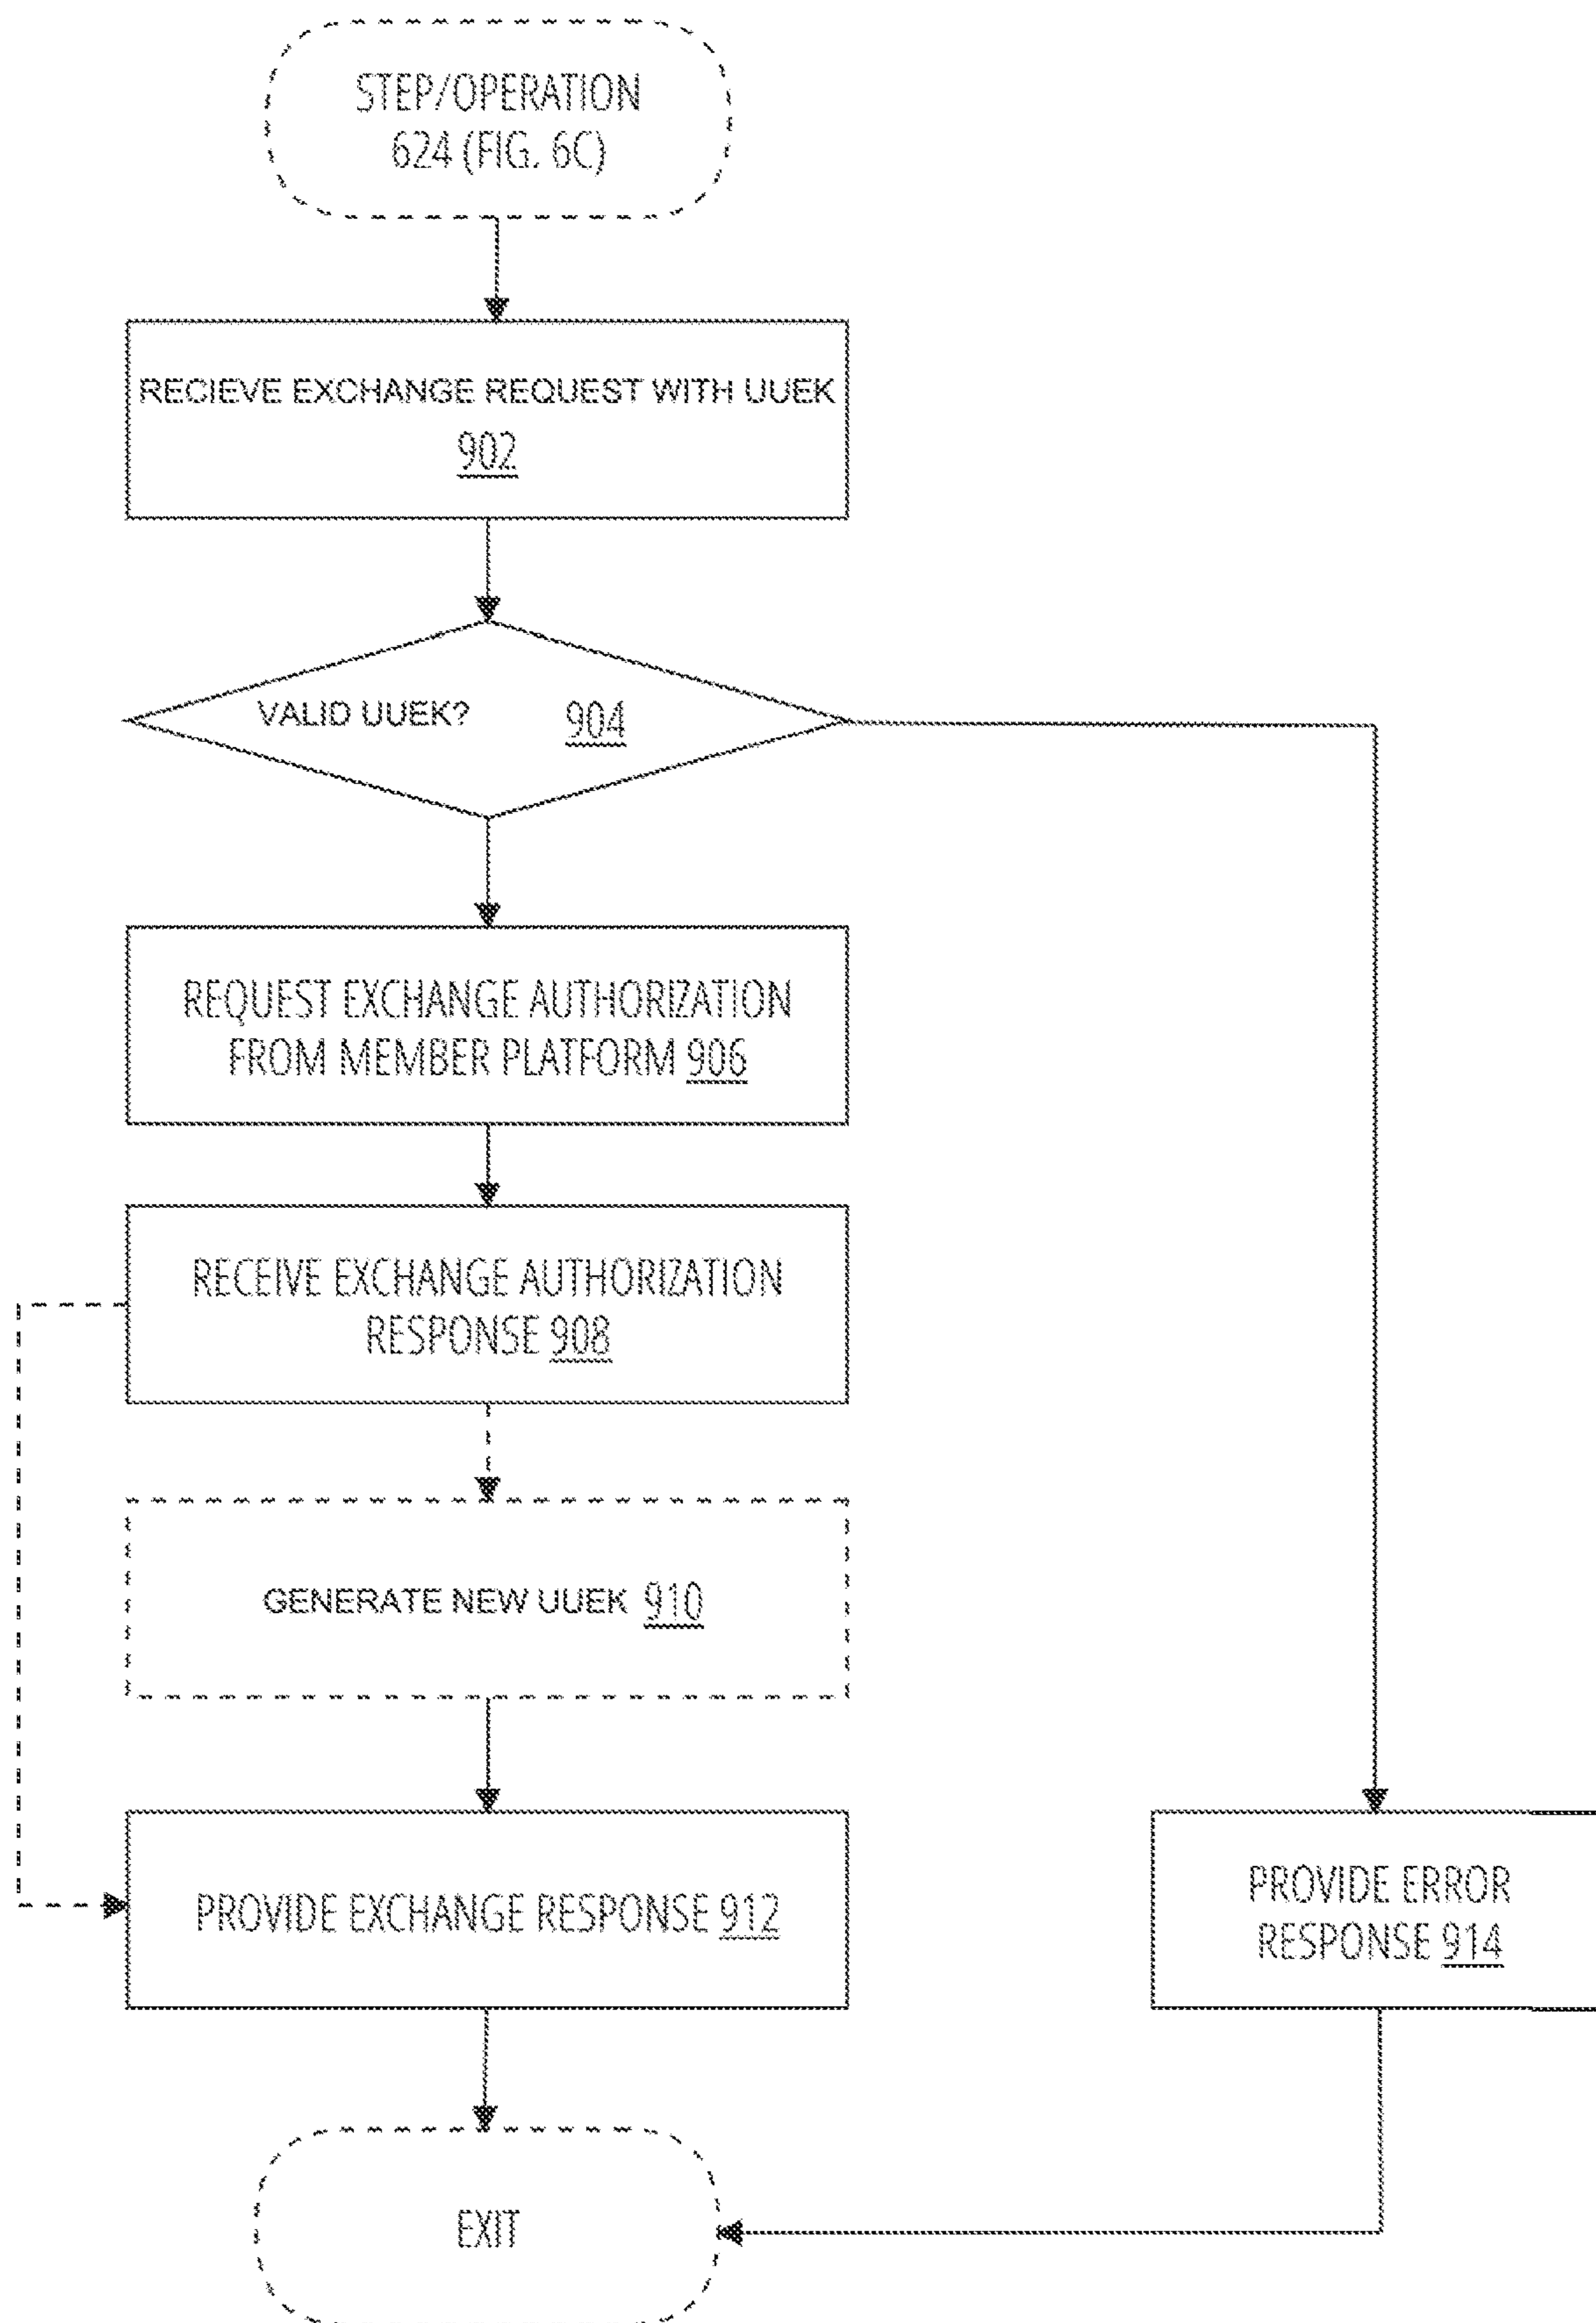 STEP/OPERATION
624 (FIG. 6C)
RECIEVE EXCHANGE REQUEST WITH UUEK
902
VALID UUEK? 904
REQUEST EXCHANGE AUTHORIZATION
FROM MEMBER PLATFORM 906
RECEIVE EXCHANGE AUTHORIZATION
RESPONSE 908
GENERATE NEW UUEK 910
PROVIDE EXCHANGE RESPONSE 912
PROVIDE ERROR
RESPONSE 914
EXIT